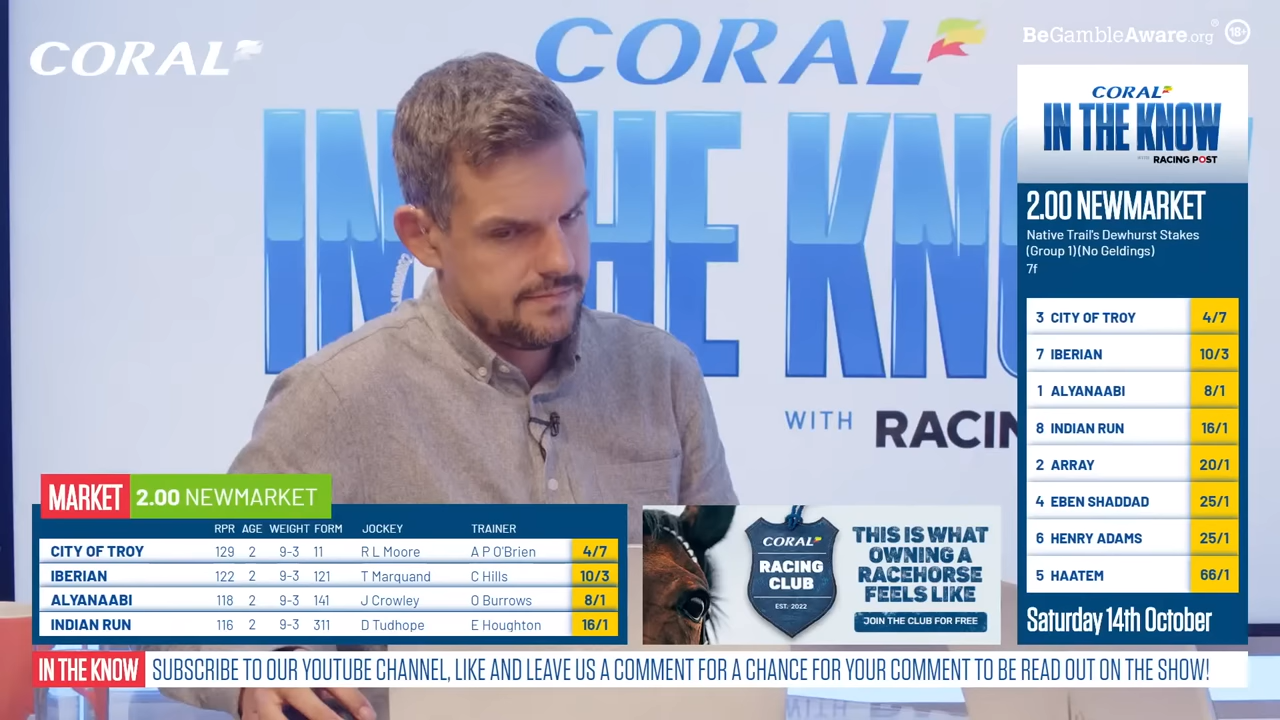 CORAL
CORAL
BeGambleAware.org® 18+
IN THE KNO
WITH RACIN
CORAL
IN THE KNOW
WITH RACING POST
2.00 NEWMARKET
Native Trail's Dewhurst Stakes
(Group 1)(No Geldings)
7f
3 CITY OF TROY 4/7
7 IBERIAN 10/3
1 ALYANAABI 8/1
8 INDIAN RUN 16/1
2 ARRAY 20/1
4 EBEN SHADDAD 25/1
6 HENRY ADAMS 25/1
5 HAATEM 66/1
Saturday 14th October
MARKET 2.00 NEWMARKET
RPR AGE WEIGHT FORM JOCKEY TRAINER
CITY OF TROY 129 2 9-3 11 R L Moore A P O'Brien 4/7
IBERIAN 122 2 9-3 121 T Marquand C Hills 10/3
ALYANAABI 118 2 9-3 141 J Crowley O Burrows 8/1
INDIAN RUN 116 2 9-3 311 D Tudhope E Houghton 16/1
CORAL
RACING
CLUB
EST. 2022
THIS IS WHAT
OWNING A
RACEHORSE
FEELS LIKE
JOIN THE CLUB FOR FREE
IN THE KNOW SUBSCRIBE TO OUR YOUTUBE CHANNEL, LIKE AND LEAVE US A COMMENT FOR A CHANCE FOR YOUR COMMENT TO BE READ OUT ON THE SHOW!